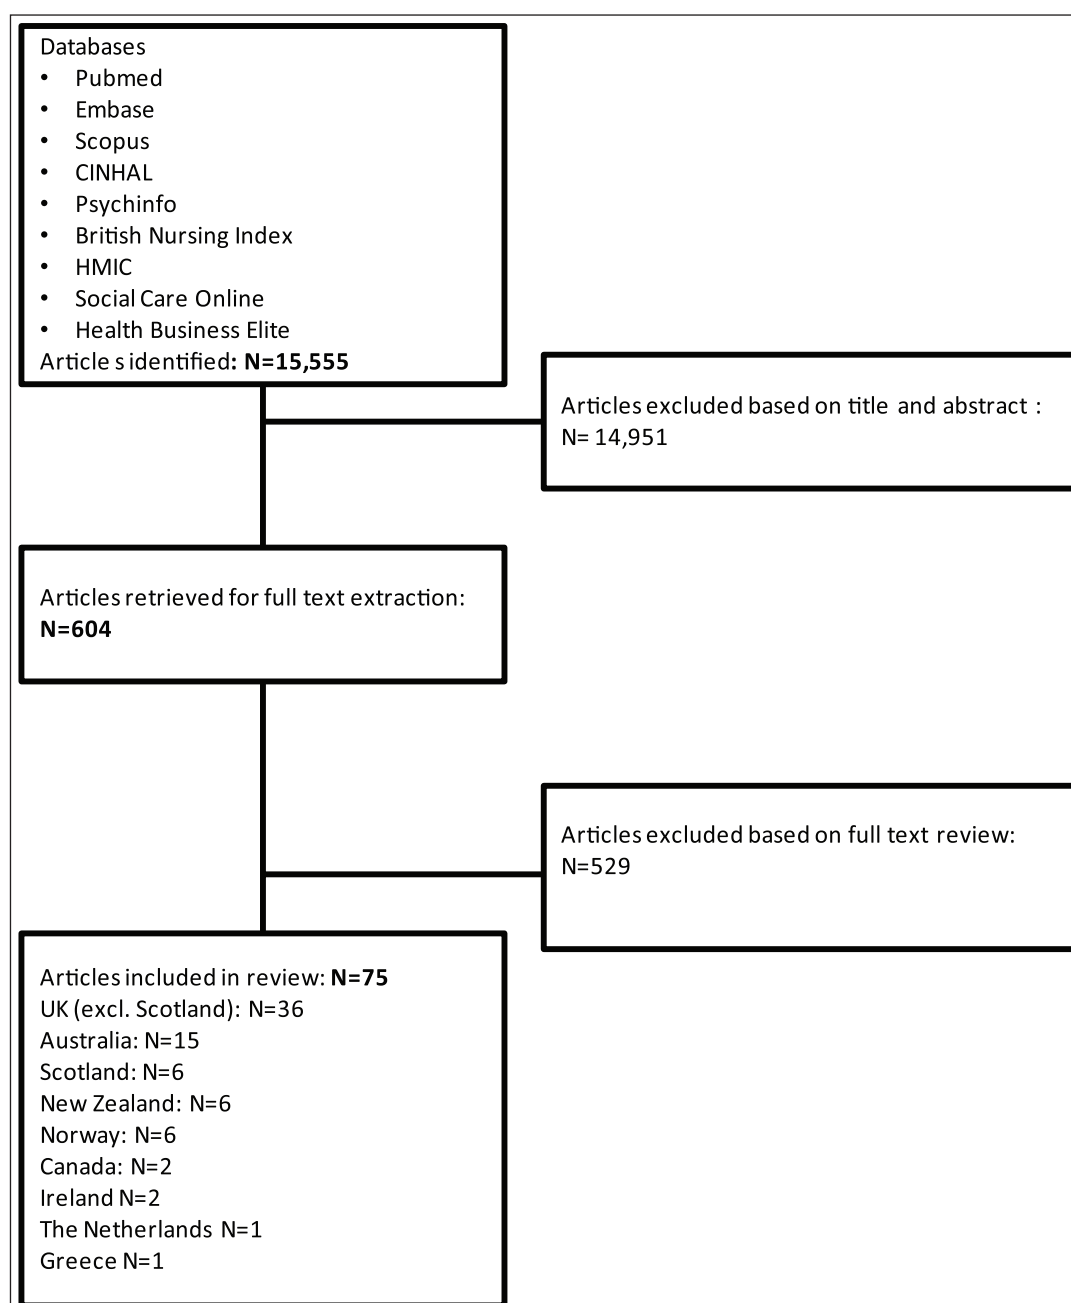 Databases
• Pubmed
• Embase
• Scopus
• CINHAL
• Psychinfo
• British Nursing Index
• HMIC
• Social Care Online
• Health Business Elite
Article s identified: N=15,555
Articles excluded based on title and abstract :
N= 14,951
Articles retrieved for full text extraction:
N=604
Articles excluded based on full text review:
N=529
Articles included in review: N=75
UK (excl. Scotland): N=36
Australia: N=15
Scotland: N=6
New Zealand: N=6
Norway: N=6
Canada: N=2
Ireland N=2
The Netherlands N=1
Greece N=1